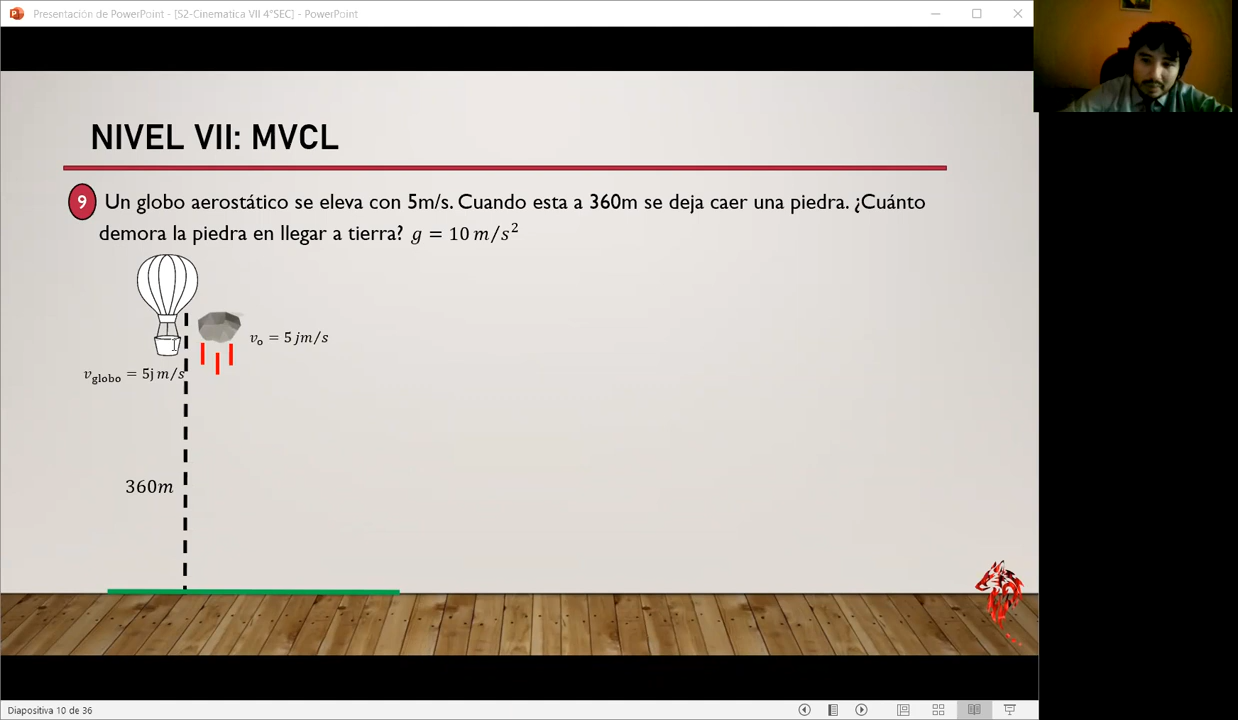 Presentación de PowerPoint - [S2-Cinematica VII 4°SEC] - PowerPoint
NIVEL VII: MVCL
9 Un globo aerostático se eleva con 5m/s. Cuando esta a 360m se deja caer una piedra. ¿Cuánto
demora la piedra en llegar a tierra? g = 10 m/s²
v₀ = 5 jm/s
v_globo = 5j m/s
360m
Diapositiva 10 de 36